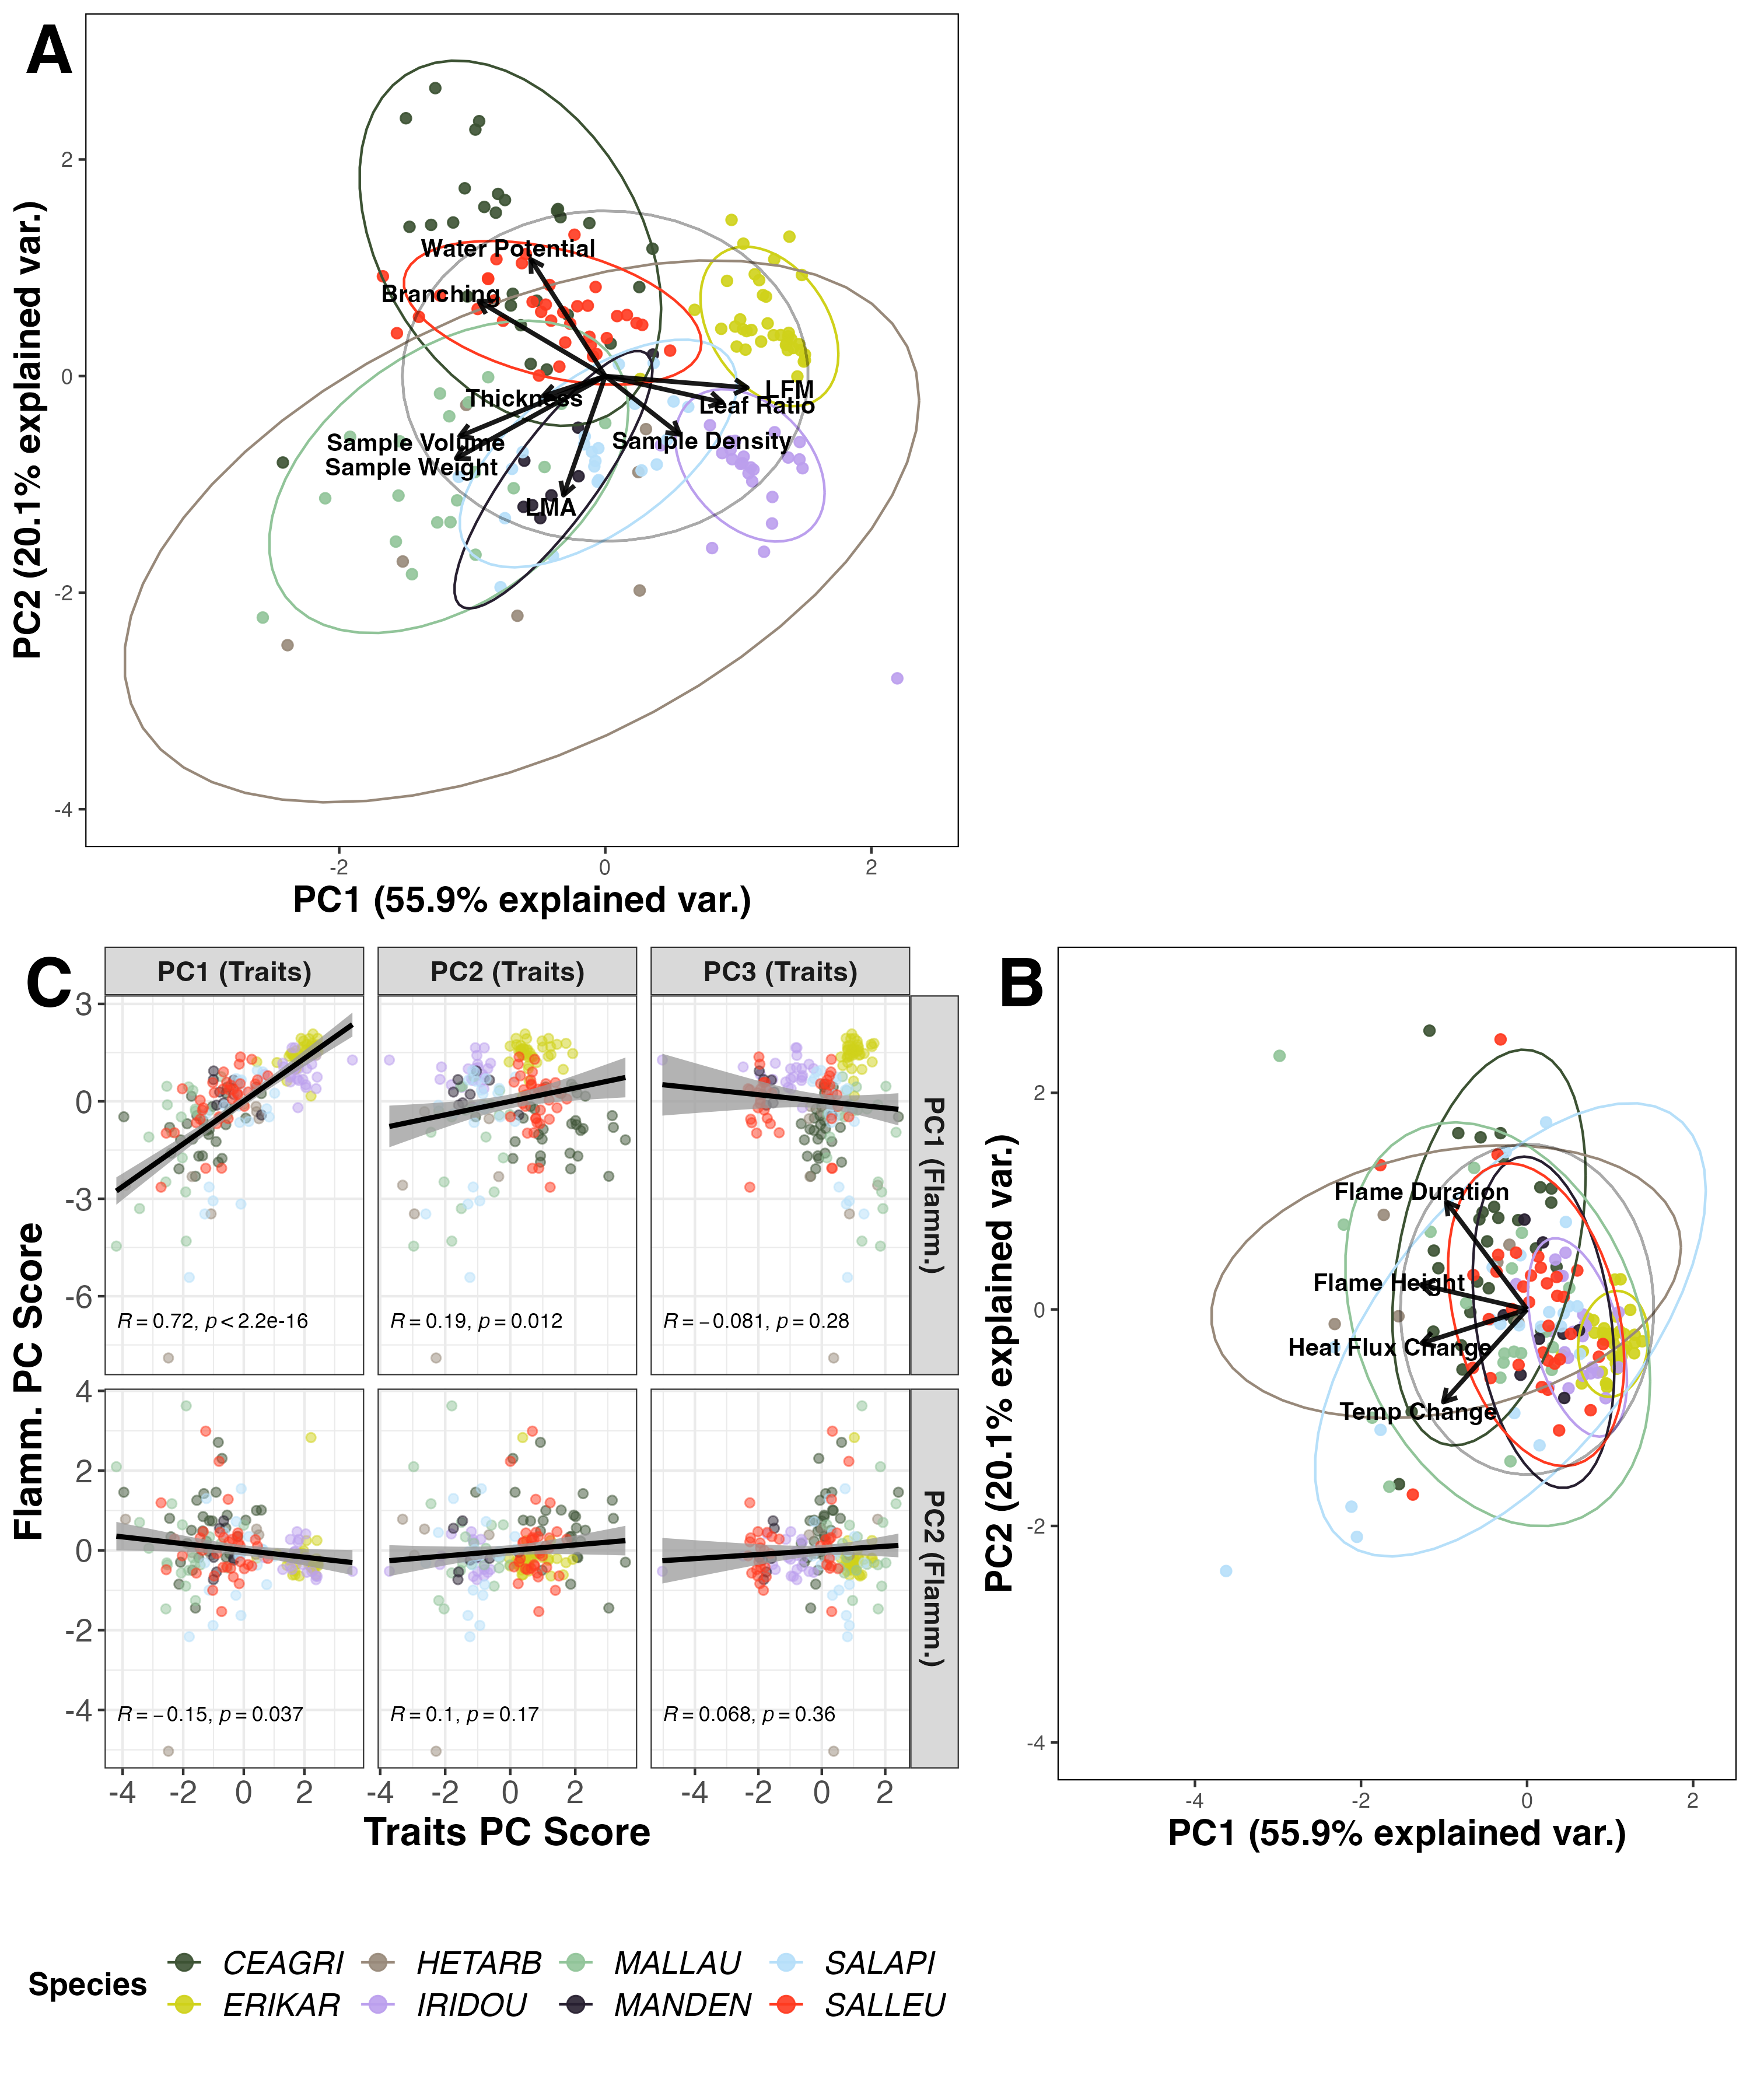 A
PC2 (20.1% explained var.)
2
0
-2
-4
Water Potential
Branching
Thickness
LFM
Leaf Ratio
Sample Volume
Sample Density
Sample Weight
LMA
-2
0
2
PC1 (55.9% explained var.)
C
PC1 (Traits)
PC2 (Traits)
PC3 (Traits)
Flamm. PC Score
3
0
-3
-6
R = 0.72, p < 2.2e-16
R = 0.19, p = 0.012
R = −0.081, p = 0.28
PC1 (Flamm.)
4
2
0
-2
-4
R = −0.15, p = 0.037
R = 0.1, p = 0.17
R = 0.068, p = 0.36
PC2 (Flamm.)
-4 -2 0 2
-4 -2 0 2
-4 -2 0 2
Traits PC Score
B
PC2 (20.1% explained var.)
2
0
-2
-4
Flame Duration
Flame Height
Heat Flux Change
Temp Change
-4
-2
0
2
PC1 (55.9% explained var.)
Species
CEAGRI HETARB MALLAU SALAPI
ERIKAR IRIDOU MANDEN SALLEU